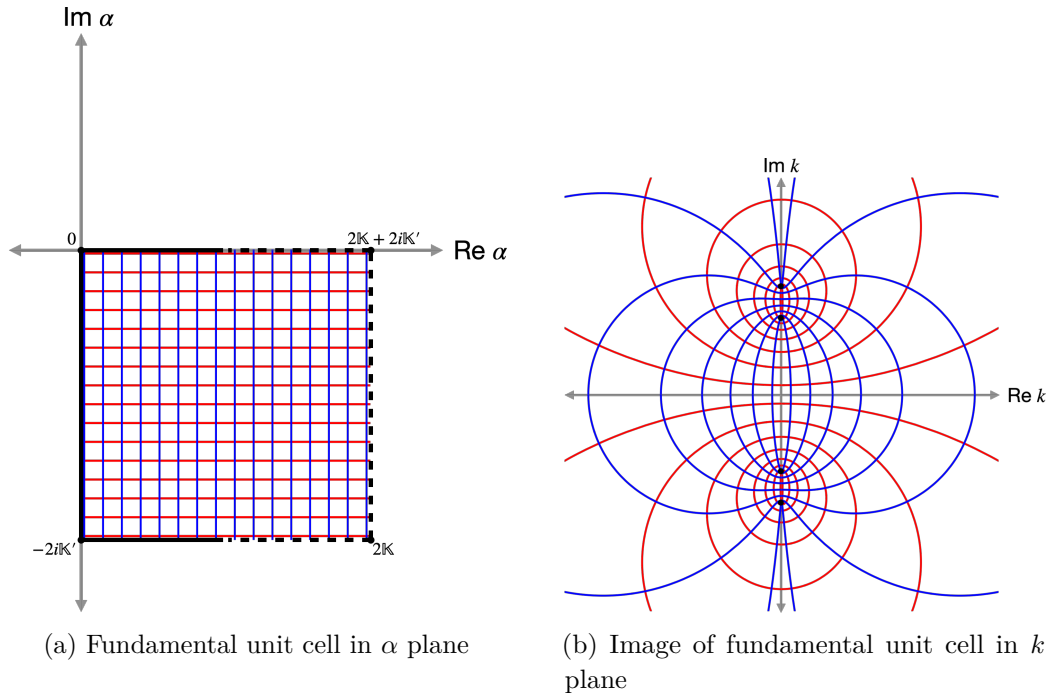 Im α
0
2𝕂 + 2i𝕂′
Re α
−2i𝕂′
2𝕂
Im k
Re k
(a) Fundamental unit cell in α plane
(b) Image of fundamental unit cell in k
plane